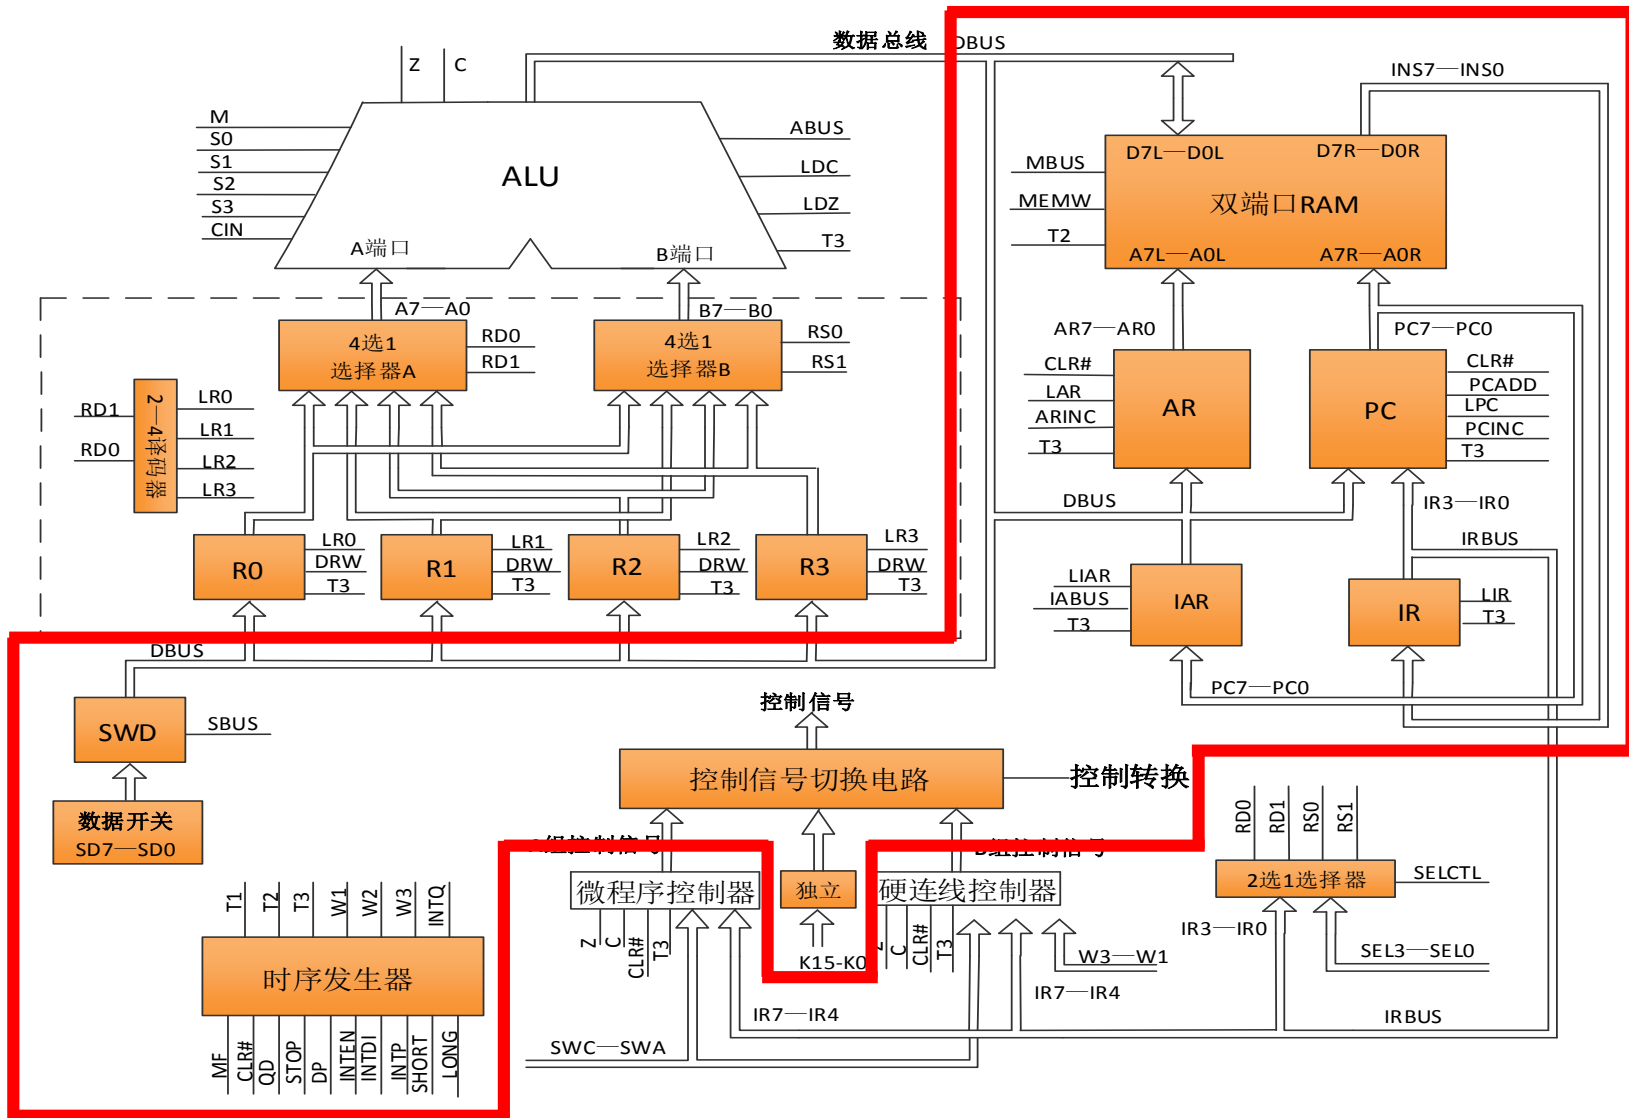 数据总线 DBUS
Z
C
INS7—INS0
M
S0
S1
S2
S3
CIN
ALU
A端口
B端口
ABUS
LDC
LDZ
T3
MBUS
MEMW
T2
D7L—D0L
D7R—D0R
双端口RAM
A7L—A0L
A7R—A0R
A7—A0
B7—B0
4选1
选择器A
RD0
RD1
4选1
选择器B
RS0
RS1
AR7—AR0
PC7—PC0
CLR#
LAR
ARINC
T3
AR
PC
CLR#
PCADD
LPC
PCINC
T3
RD1
RD0
2—4译码器
LR0
LR1
LR2
LR3
DBUS
IR3—IR0
IRBUS
R0
LR0
DRW
T3
R1
LR1
DRW
T3
R2
LR2
DRW
T3
R3
LR3
DRW
T3
LIAR
IABUS
T3
IAR
IR
LIR
T3
DBUS
PC7—PC0
SWD
SBUS
控制信号
控制信号切换电路
控制转换
数据开关
SD7—SD0
组控制信号
组控制信号
RD0
RD1
RS0
RS1
微程序控制器
独立
硬连线控制器
2选1选择器
SELCTL
T1
T2
T3
W1
W2
W3
INTQ
Z
C
CLR#
T3
K15-K0
C
CLR#
T3
W3—W1
IR3—IR0
SEL3—SEL0
时序发生器
IR7—IR4
IR7—IR4
IRBUS
SWC—SWA
MF
CLR#
QD
STOP
DP
INTEN
INTDI
INTP
SHORT
LONG